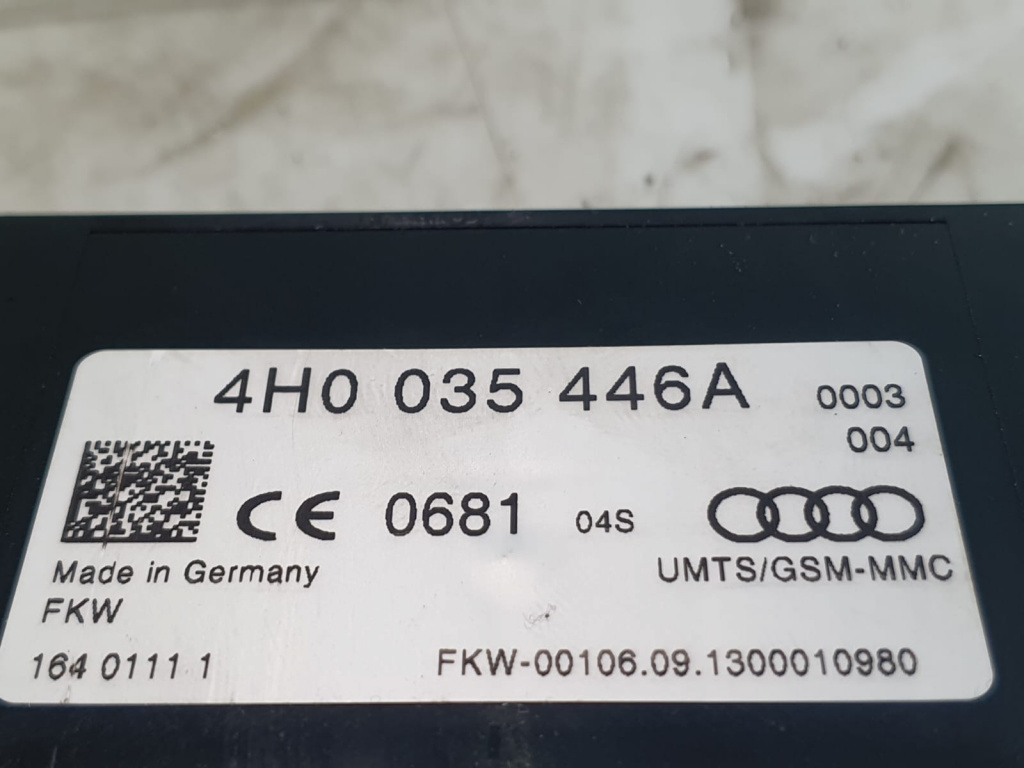 4H0 035 446A 0003
004
CE 0681 04S
Made in Germany UMTS/GSM-MMC
FKW
164 0111 1 FKW-00106.09.1300010980